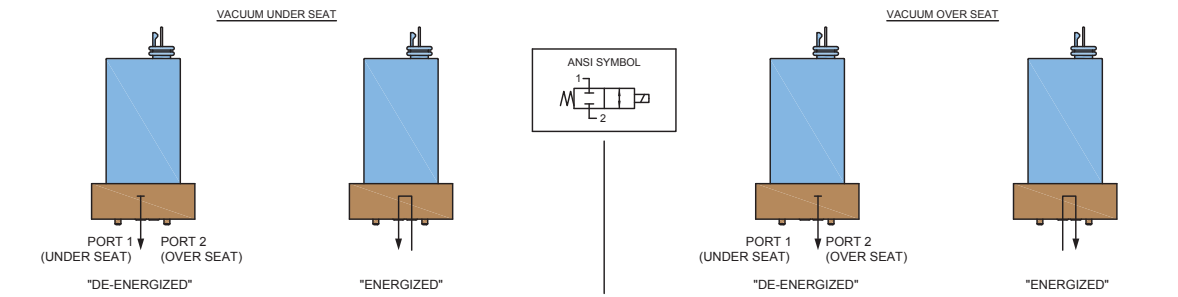 VACUUM UNDER SEAT
VACUUM OVER SEAT
ANSI SYMBOL
1
2
PORT 1
(UNDER SEAT)
PORT 2
(OVER SEAT)
PORT 1
(UNDER SEAT)
PORT 2
(OVER SEAT)
"DE-ENERGIZED"
"ENERGIZED"
"DE-ENERGIZED"
"ENERGIZED"